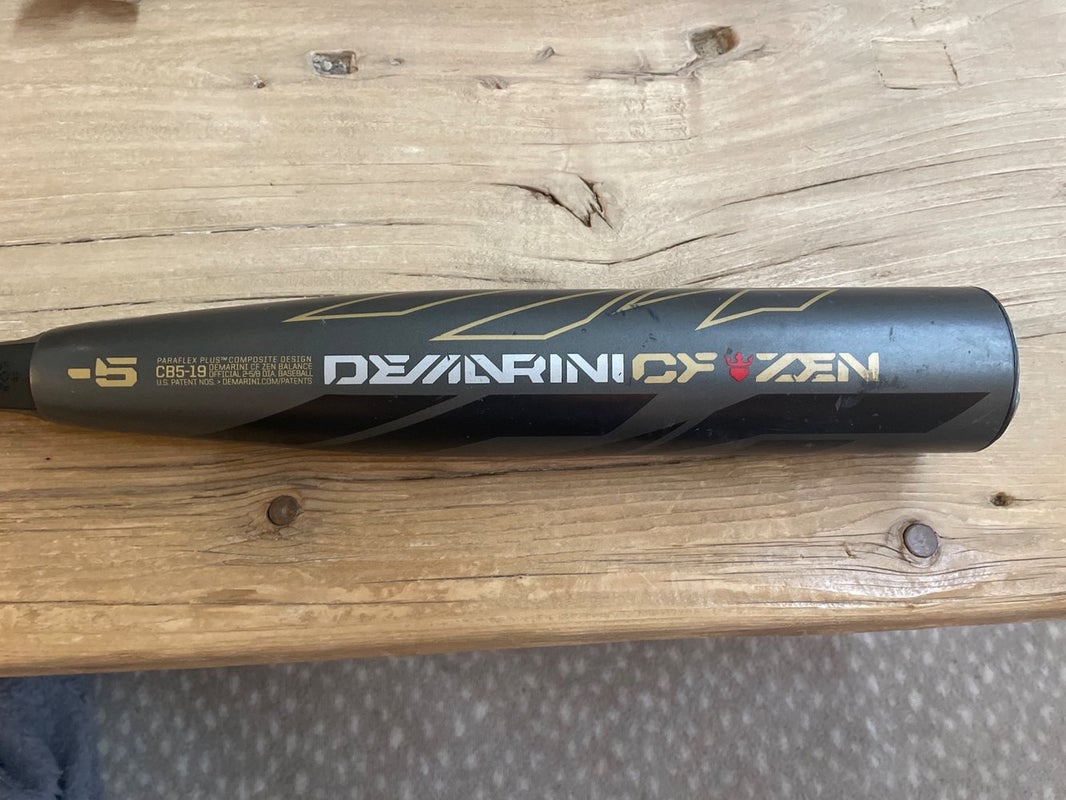 -5
PARAFLEX PLUS™ COMPOSITE DESIGN
CB5-19 DEMARINI CF ZEN BALANCE
OFFICIAL 2-5/8 DIA. BASEBALL
U.S. PATENT NOS. > DEMARINI.COM/PATENTS
DEMARINI CF ZEN